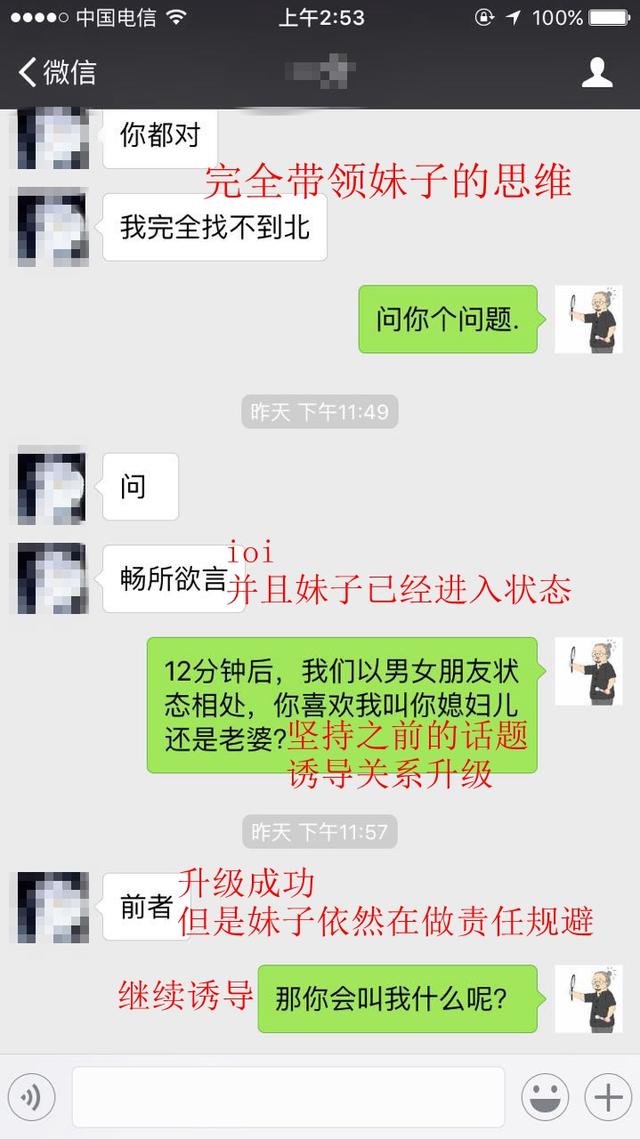 中国电信
上午2:53
100%
微信
你都对
完全带领妹子的思维
我完全找不到北
问你个问题.
昨天 下午11:49
问
ioi
畅所欲言
并且妹子已经进入状态
12分钟后，我们以男女朋友状
态相处，你喜欢我叫你媳妇儿
还是老婆?
坚持之前的话题
诱导关系升级
昨天 下午11:57
升级成功
前者
但是妹子依然在做责任规避
继续诱导
那你会叫我什么呢?